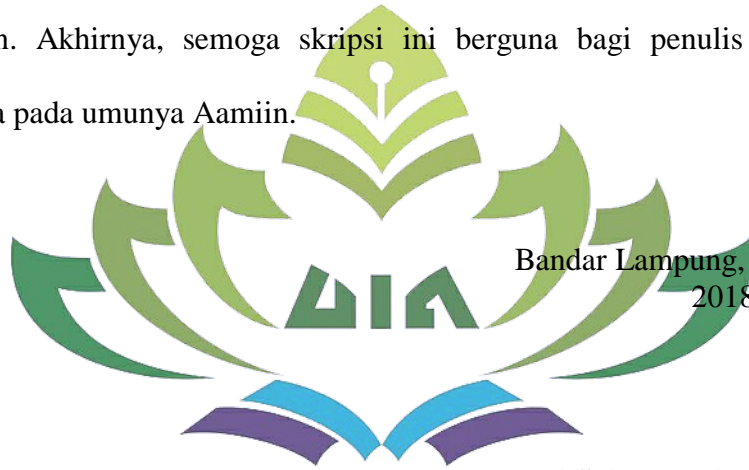 n. Akhirnya, semoga skripsi ini berguna bagi penulis
a pada umunya Aamiin.
UIN
Bandar Lampung,
2018